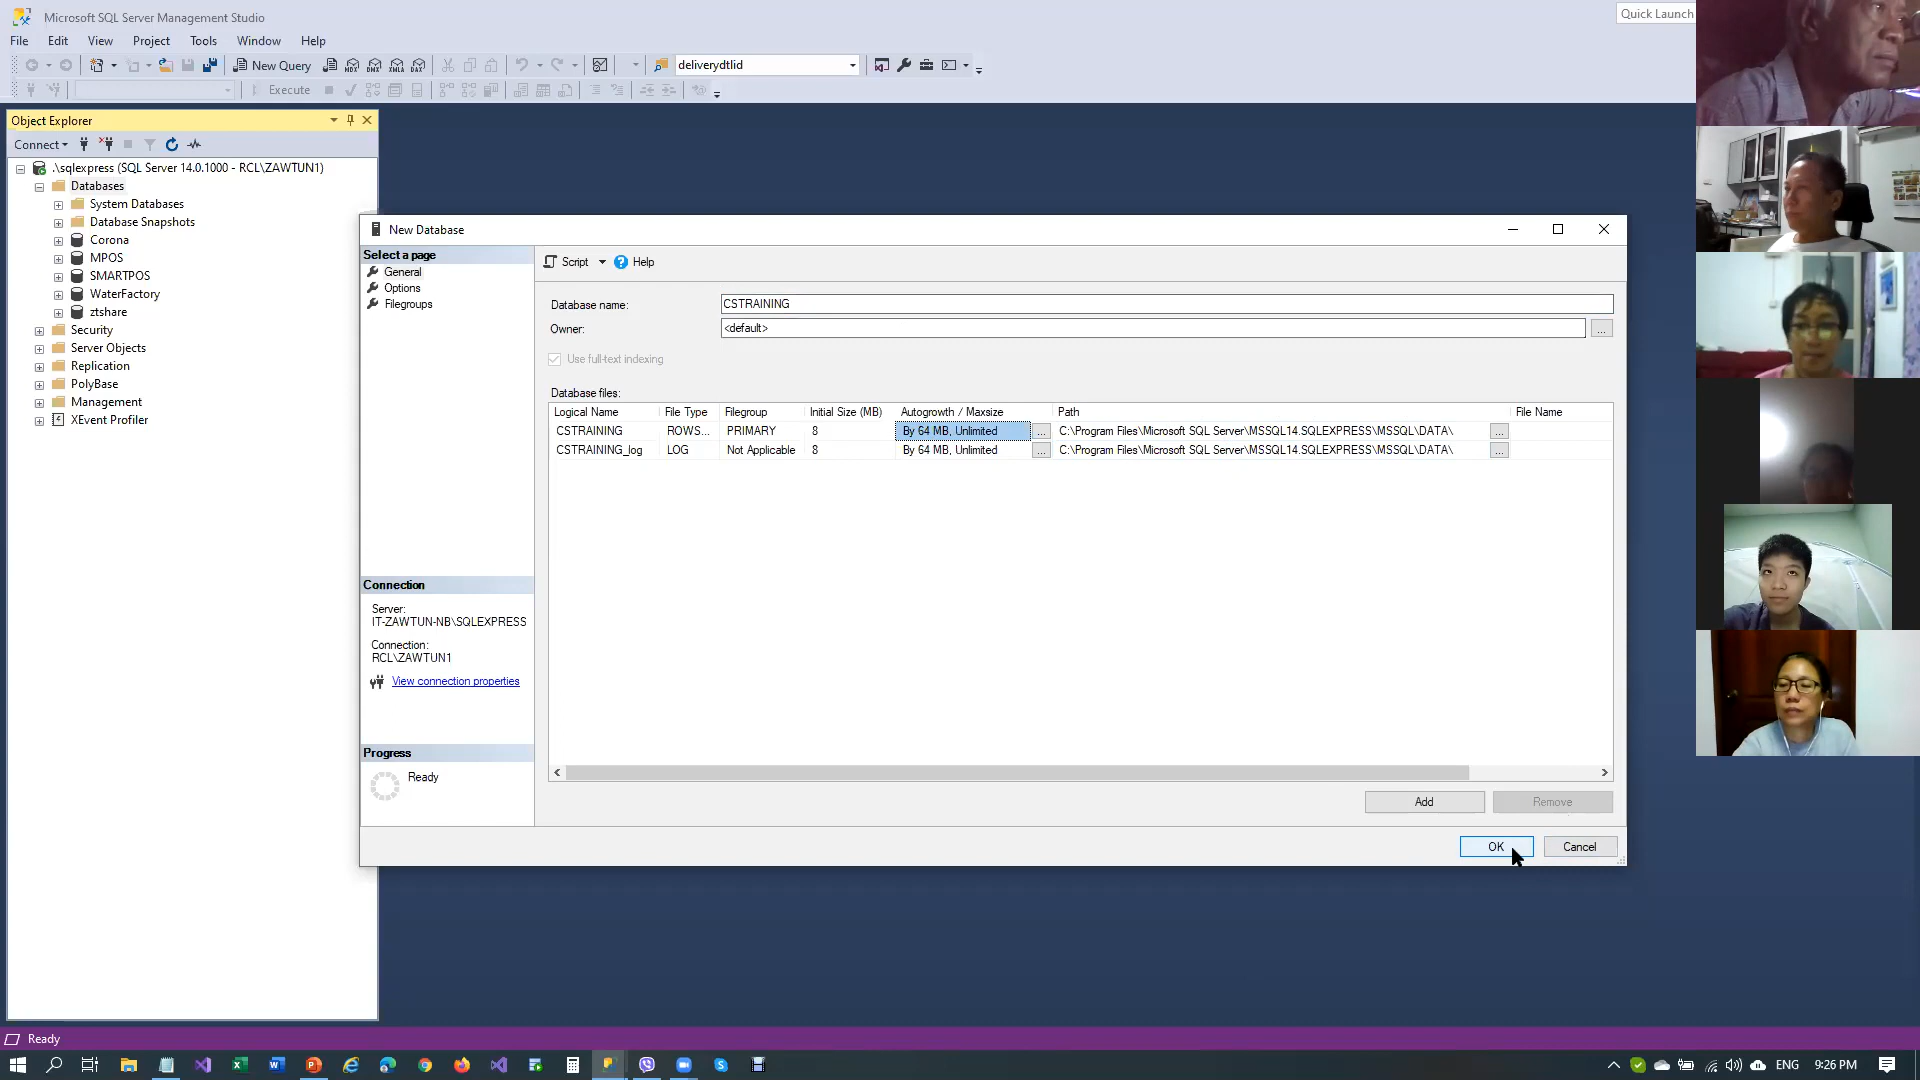 Microsoft SQL Server Management Studio
Quick Launch
File Edit View Project Tools Window Help
New Query
deliverydtlid
Execute
Object Explorer
Connect
.\sqlexpress (SQL Server 14.0.1000 - RCL\ZAWTUN1)
Databases
System Databases
Database Snapshots
Corona
MPOS
SMARTPOS
WaterFactory
ztshare
Security
Server Objects
Replication
PolyBase
Management
XEvent Profiler
New Database
Select a page
General
Options
Filegroups
Script Help
Database name: CSTRAINING
Owner: <default> ...
Use full-text indexing
Database files:
Logical Name File Type Filegroup Initial Size (MB) Autogrowth / Maxsize Path File Name
CSTRAINING ROWS... PRIMARY 8 By 64 MB, Unlimited ... C:\Program Files\Microsoft SQL Server\MSSQL14.SQLEXPRESS\MSSQL\DATA\ ...
CSTRAINING_log LOG Not Applicable 8 By 64 MB, Unlimited ... C:\Program Files\Microsoft SQL Server\MSSQL14.SQLEXPRESS\MSSQL\DATA\ ...
Connection
Server:
IT-ZAWTUN-NB\SQLEXPRESS
Connection:
RCL\ZAWTUN1
View connection properties
Progress
Ready
Add Remove
OK Cancel
Ready
ENG 9:26 PM